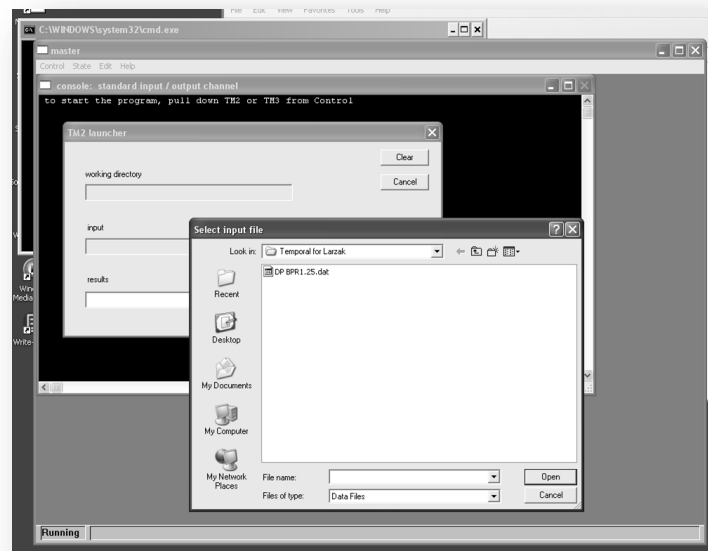 File Edit View Favorites Tools Help
C:\WINDOWS\system32\cmd.exe
master
Control State Edit Help
console: standard input / output channel
to start the program, pull down TM2 or TM3 from Control
TM2 launcher
Clear
working directory
Cancel
input
results
Select input file
Look in:
Temporal for Larzak
DP BPR1.25.dat
Recent
Desktop
My Documents
My Computer
My Network
Places
File name:
Open
Files of type:
Data Files
Cancel
Media
Write-
Running